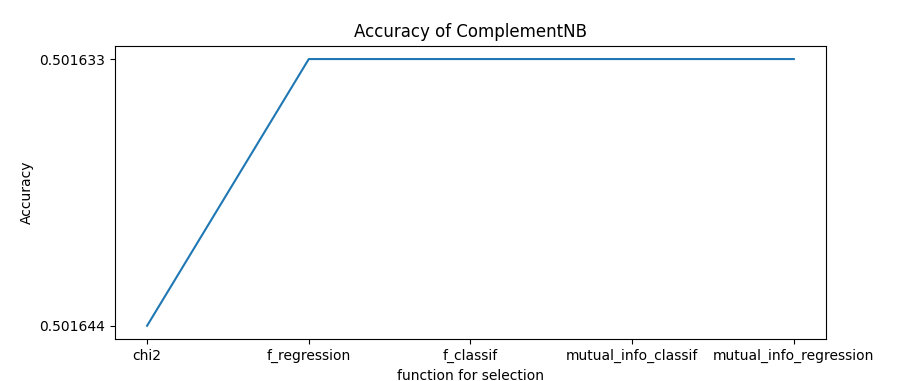 Accuracy of ComplementNB
0.501633
Accuracy
0.501644
chi2 f_regression f_classif mutual_info_classif mutual_info_regression
function for selection